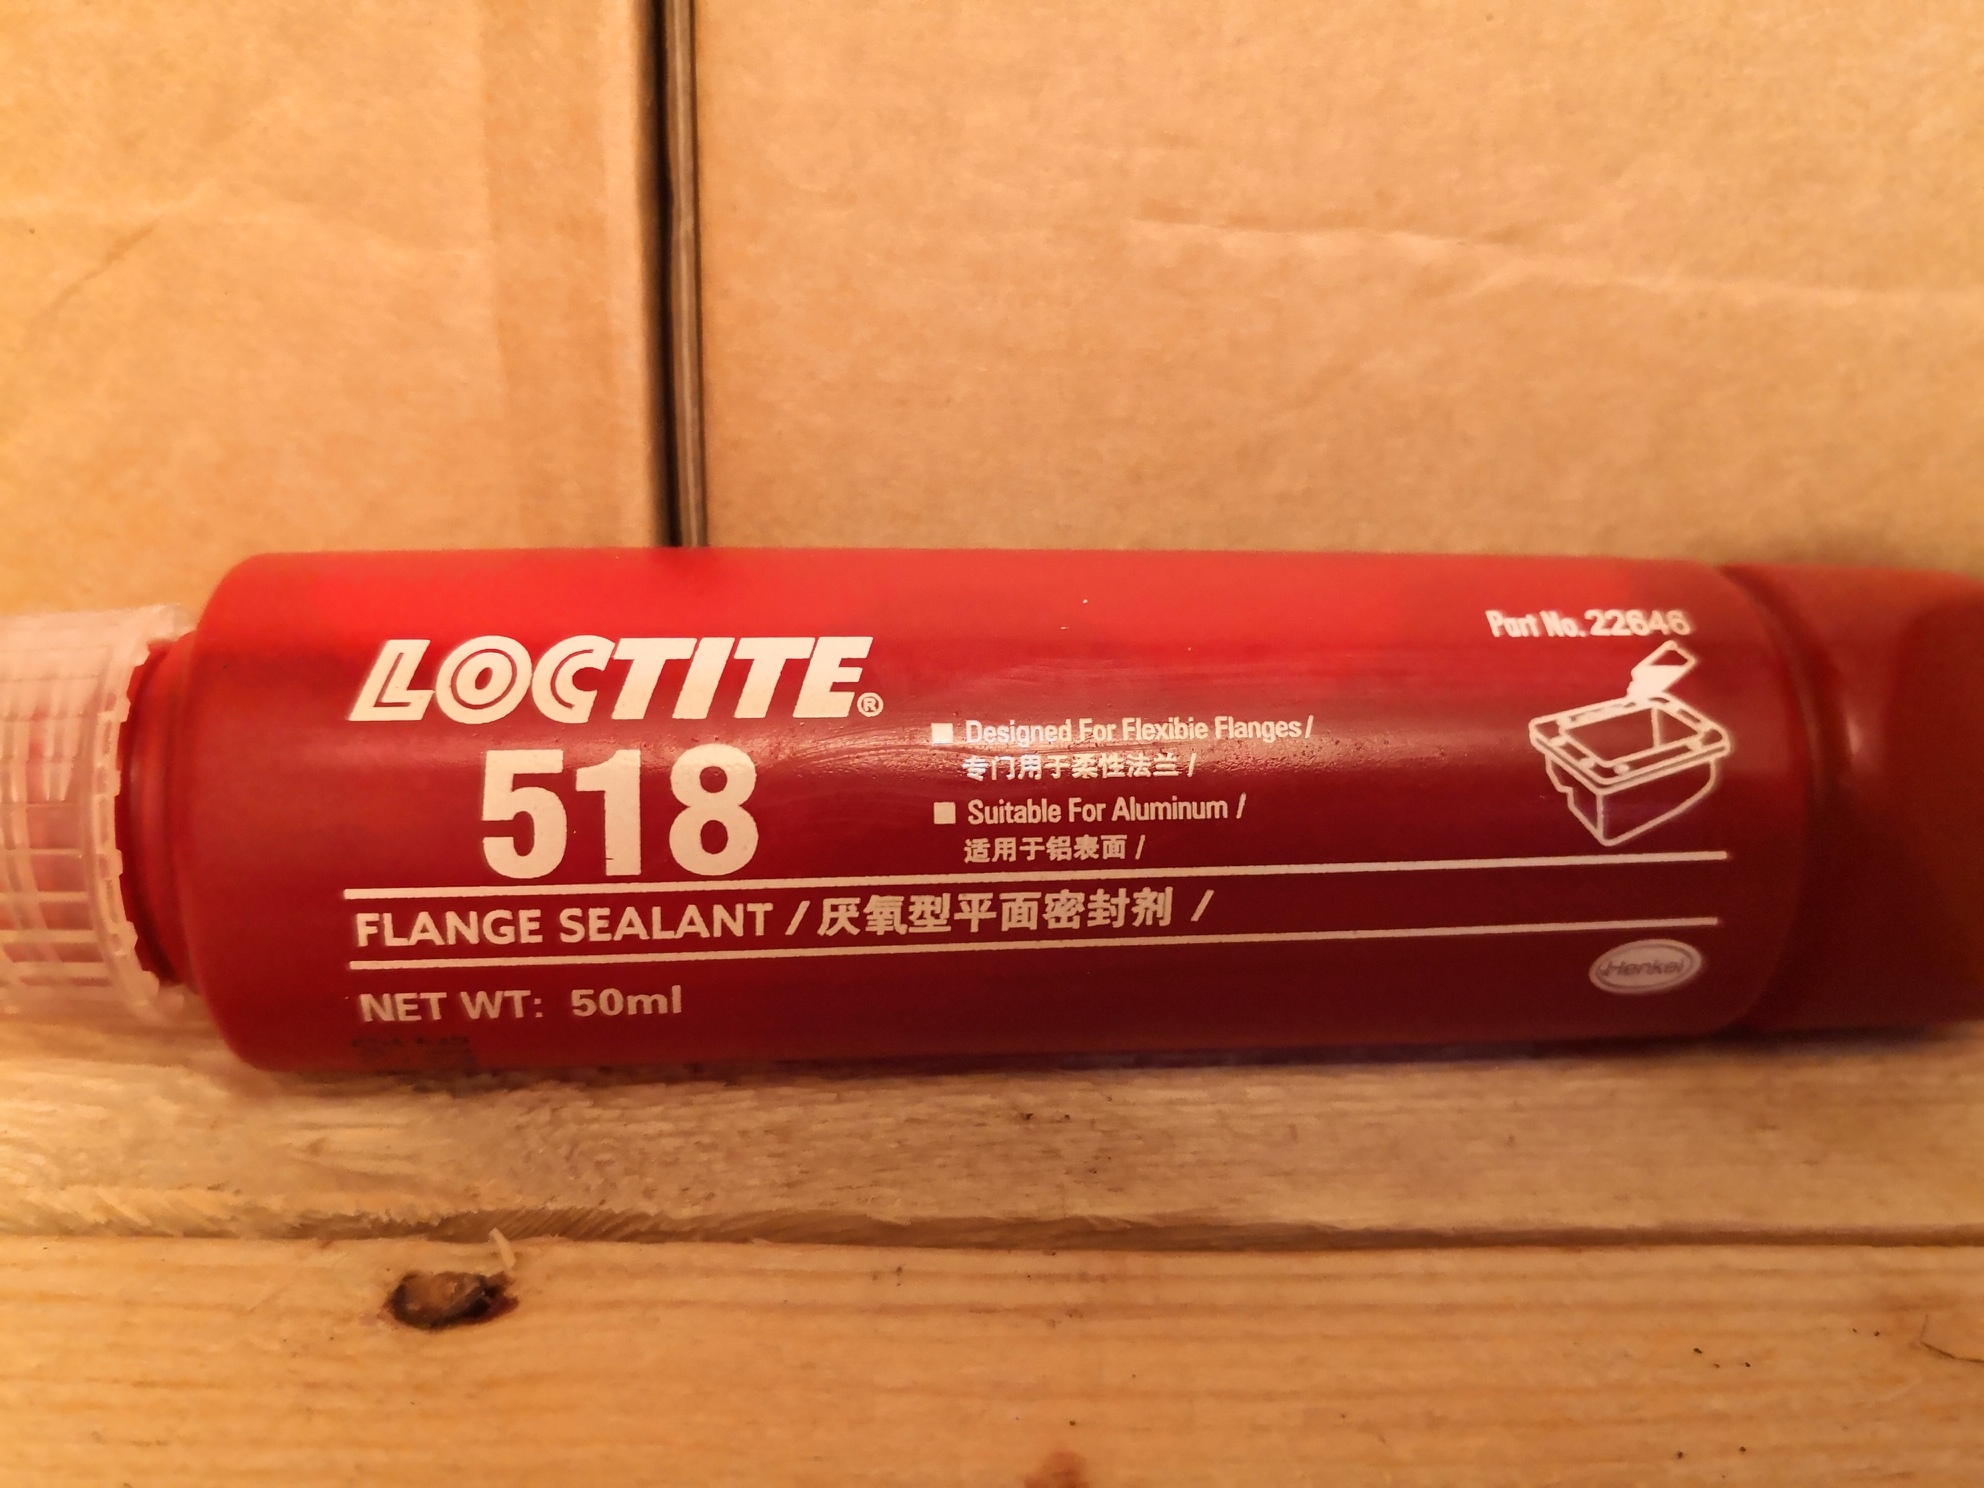 Part No. 22646
LOCTITE®
518
■ Designed For Flexibie Flanges /
专门用于柔性法兰 /
■ Suitable For Aluminum /
适用于铝表面 /
FLANGE SEALANT / 厌氧型平面密封剂 /
Henkel
NET WT: 50ml